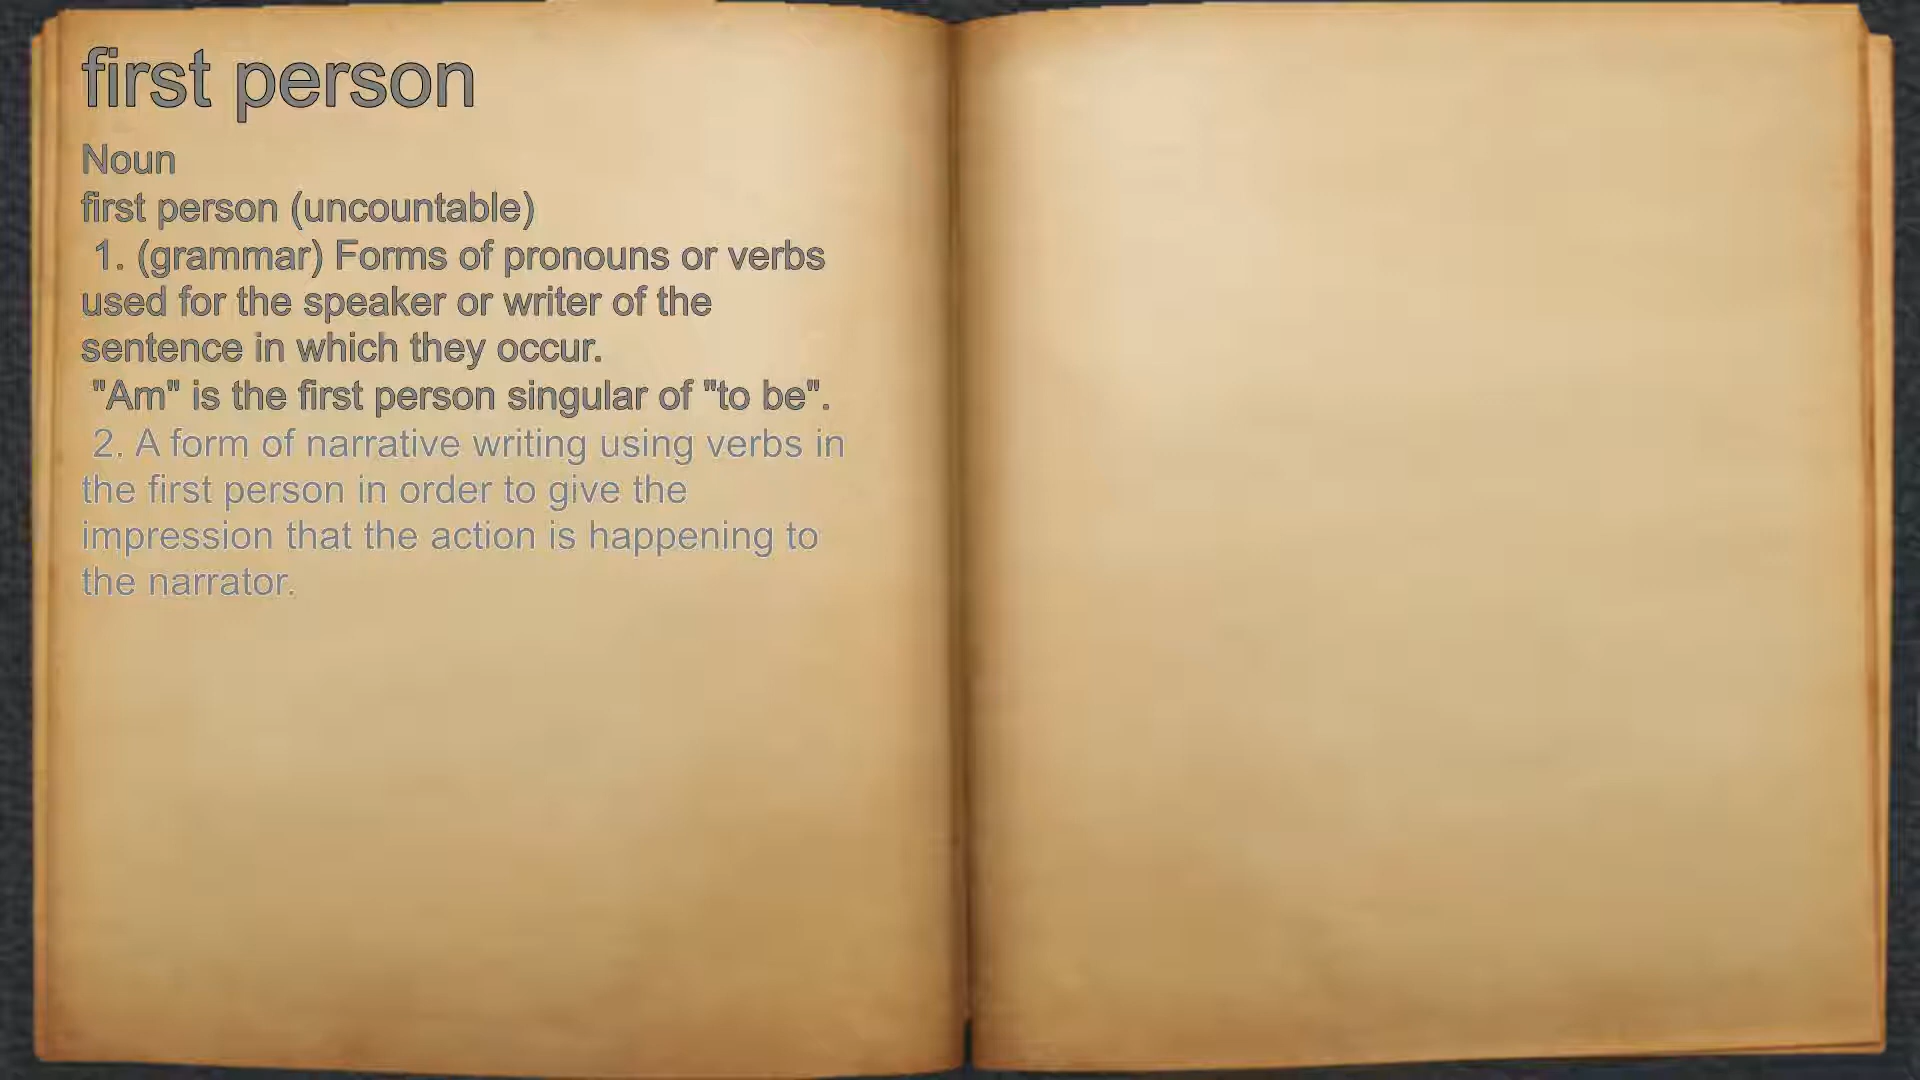 first person
Noun
first person (uncountable)
1. (grammar) Forms of pronouns or verbs
used for the speaker or writer of the
sentence in which they occur.
"Am" is the first person singular of "to be".
2. A form of narrative writing using verbs in
the first person in order to give the
impression that the action is happening to
the narrator.